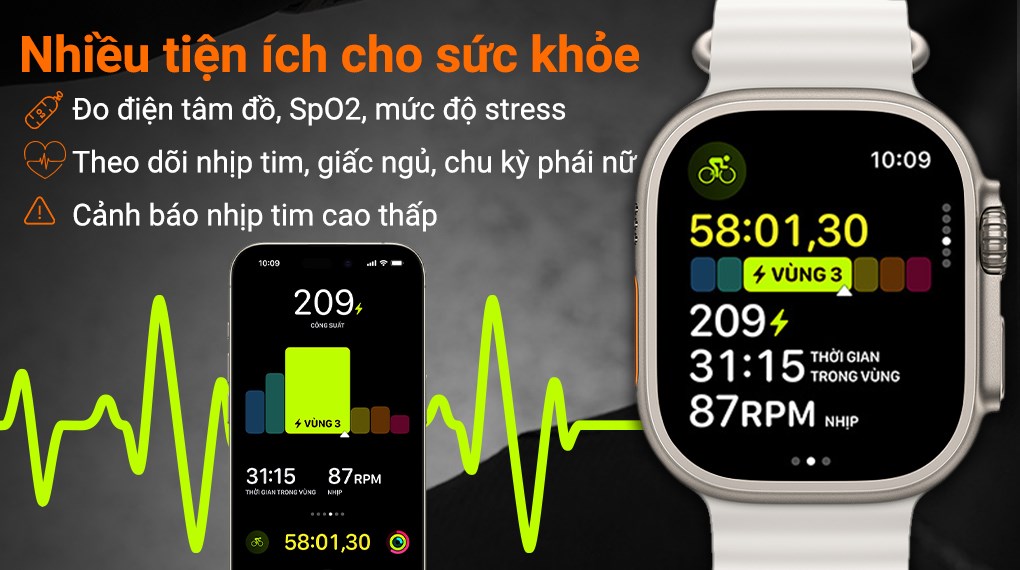 Nhiều tiện ích cho sức khỏe
Đo điện tâm đồ, SpO2, mức độ stress
Theo dõi nhịp tim, giấc ngủ, chu kỳ phái nữ
Cảnh báo nhịp tim cao thấp
10:09
209
CÔNG SUẤT
VÙNG 3
31:15
THỜI GIAN TRONG VÙNG
87RPM
NHỊP
58:01,30
10:09
58:01,30
VÙNG 3
209
31:15 THỜI GIAN
TRONG VÙNG
87RPM NHỊP